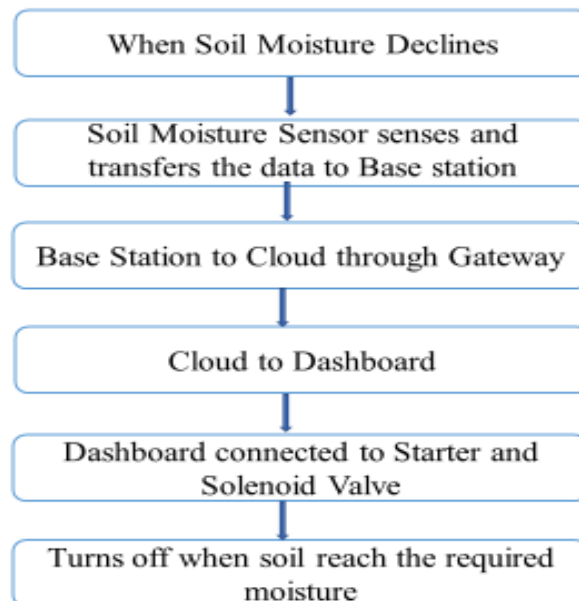 When Soil Moisture Declines
Soil Moisture Sensor senses and
transfers the data to Base station
Base Station to Cloud through Gateway
Cloud to Dashboard
Dashboard connected to Starter and
Solenoid Valve
Turns off when soil reach the required
moisture